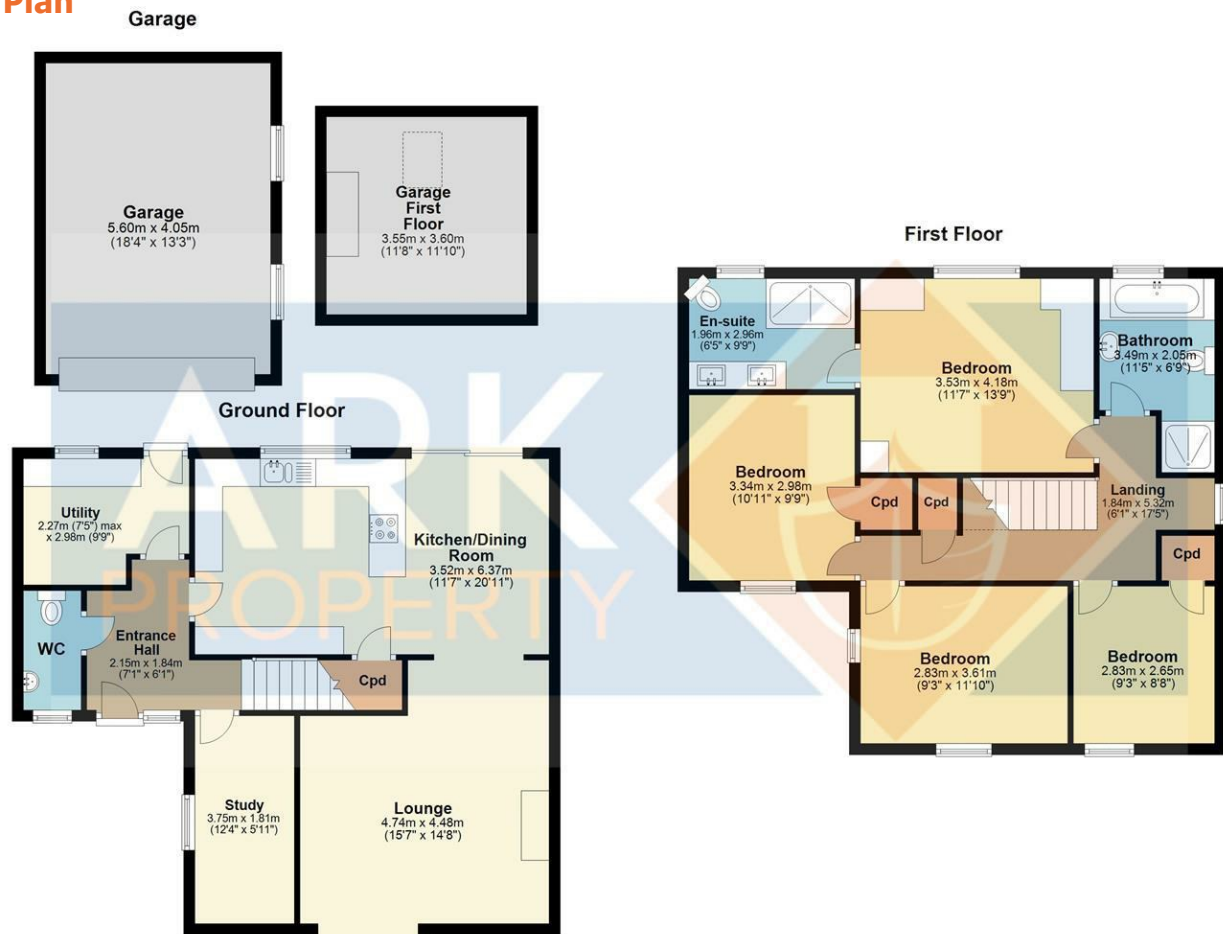 Plan
Garage
Garage
5.60m x 4.05m
(18'4" x 13'3")
Garage
First
Floor
3.55m x 3.60m
(11'8" x 11'10")
Ground Floor
Utility
2.27m (7'5") max
x 2.98m (9'9")
Kitchen/Dining
Room
3.52m x 6.37m
(11'7" x 20'11")
WC
Entrance
Hall
2.15m x 1.84m
(7'1" x 6'1")
Cpd
Study
3.75m x 1.81m
(12'4" x 5'11")
Lounge
4.74m x 4.48m
(15'7" x 14'8")
First Floor
En-suite
1.96m x 2.96m
(6'5" x 9'9")
Bedroom
3.53m x 4.18m
(11'7" x 13'9")
Bathroom
3.49m x 2.05m
(11'5" x 6'9")
Bedroom
3.34m x 2.98m
(10'11" x 9'9")
Cpd
Cpd
Landing
1.84m x 5.32m
(6'1" x 17'5")
Cpd
Bedroom
2.83m x 3.61m
(9'3" x 11'10")
Bedroom
2.83m x 2.65m
(9'3" x 8'8")
ARK
PROPERTY